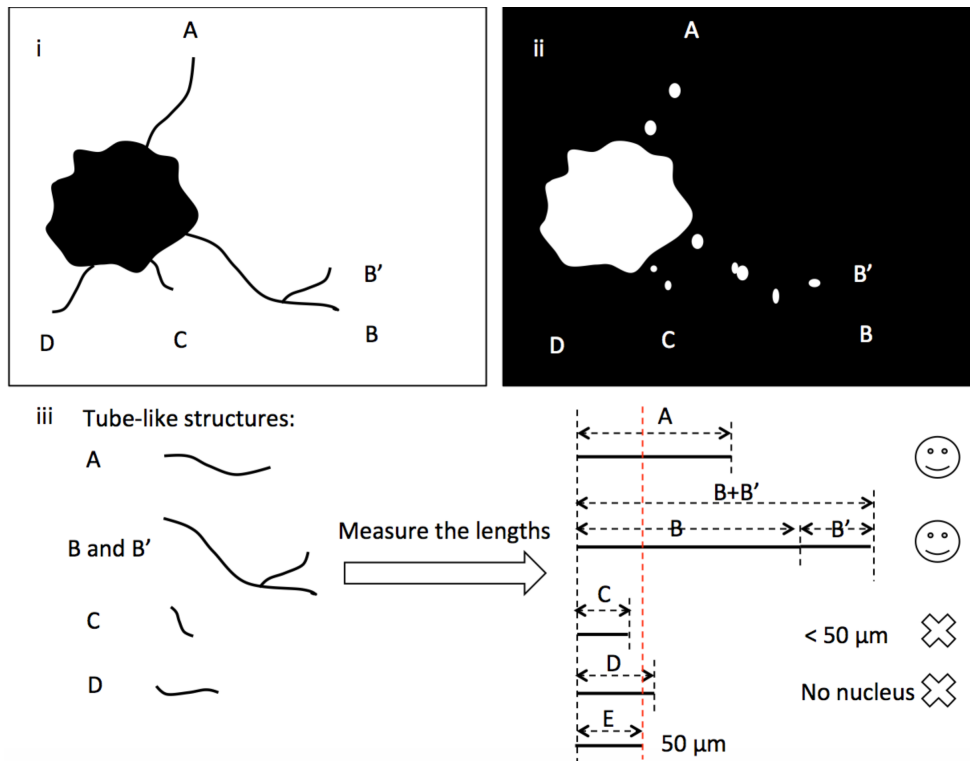 i
A
B’
B
C
D
ii
A
B’
B
C
D
iii Tube-like structures:
A
B and B’
C
D
Measure the lengths
A
B+B’
B B’
C
< 50 µm
D
No nucleus
E
50 µm